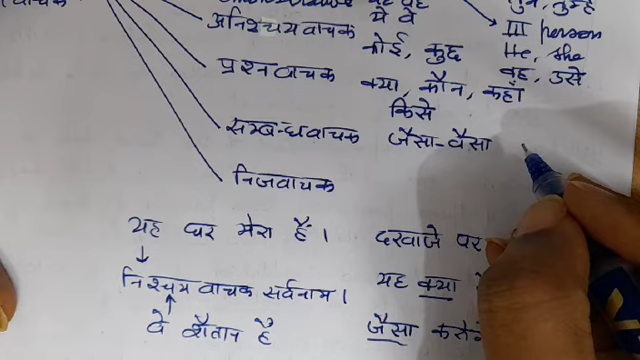 वाचक
ये वे
III person
अनिश्चयवाचक कोई, कुछ He, she
प्रश्नवाचक क्या, कौन, कहाँ वह, उसे
किसे
सम्बन्धवाचक जैसा-वैसा
निजवाचक
यह घर मेरा है। दरवाजे पर
निश्चयवाचक सर्वनाम। यह क्या
वे शैतान है जैसा